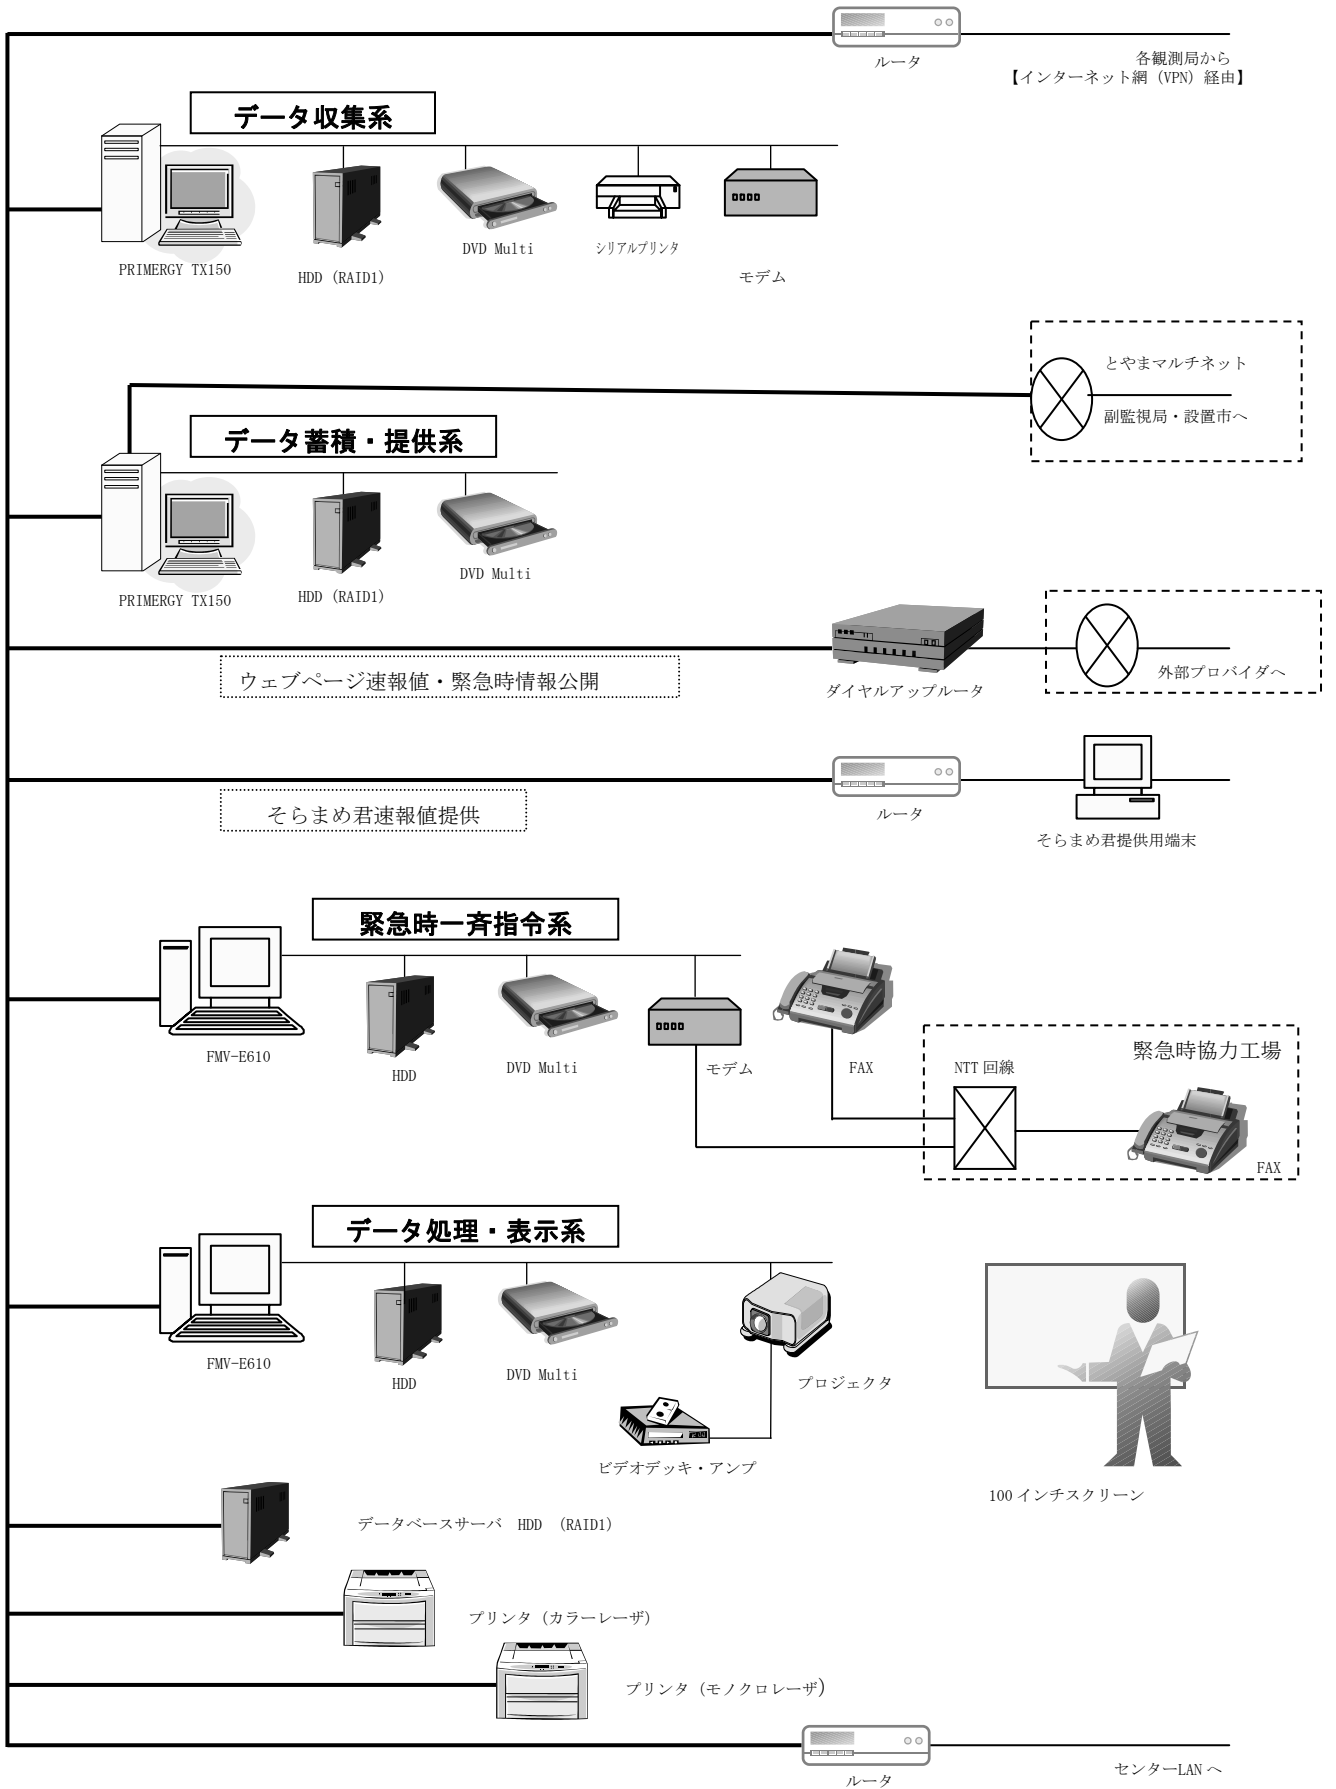 ルータ
各観測局から
【インターネット網（VPN）経由】
データ収集系
PRIMERGY TX150
HDD（RAID1）
DVD Multi
シリアルプリンタ
モデム
とやまマルチネット
副監視局・設置市へ
データ蓄積・提供系
PRIMERGY TX150
HDD（RAID1）
DVD Multi
ウェブページ速報値・緊急時情報公開
ダイヤルアップルータ
外部プロバイダへ
そらまめ君速報値提供
ルータ
そらまめ君提供用端末
緊急時一斉指令系
FMV-E610
HDD
DVD Multi
モデム
FAX
NTT 回線
緊急時協力工場
FAX
データ処理・表示系
FMV-E610
HDD
DVD Multi
プロジェクタ
ビデオデッキ・アンプ
100 インチスクリーン
データベースサーバ　HDD　（RAID1）
プリンタ（カラーレーザ）
プリンタ（モノクロレーザ）
ルータ
センターLAN へ